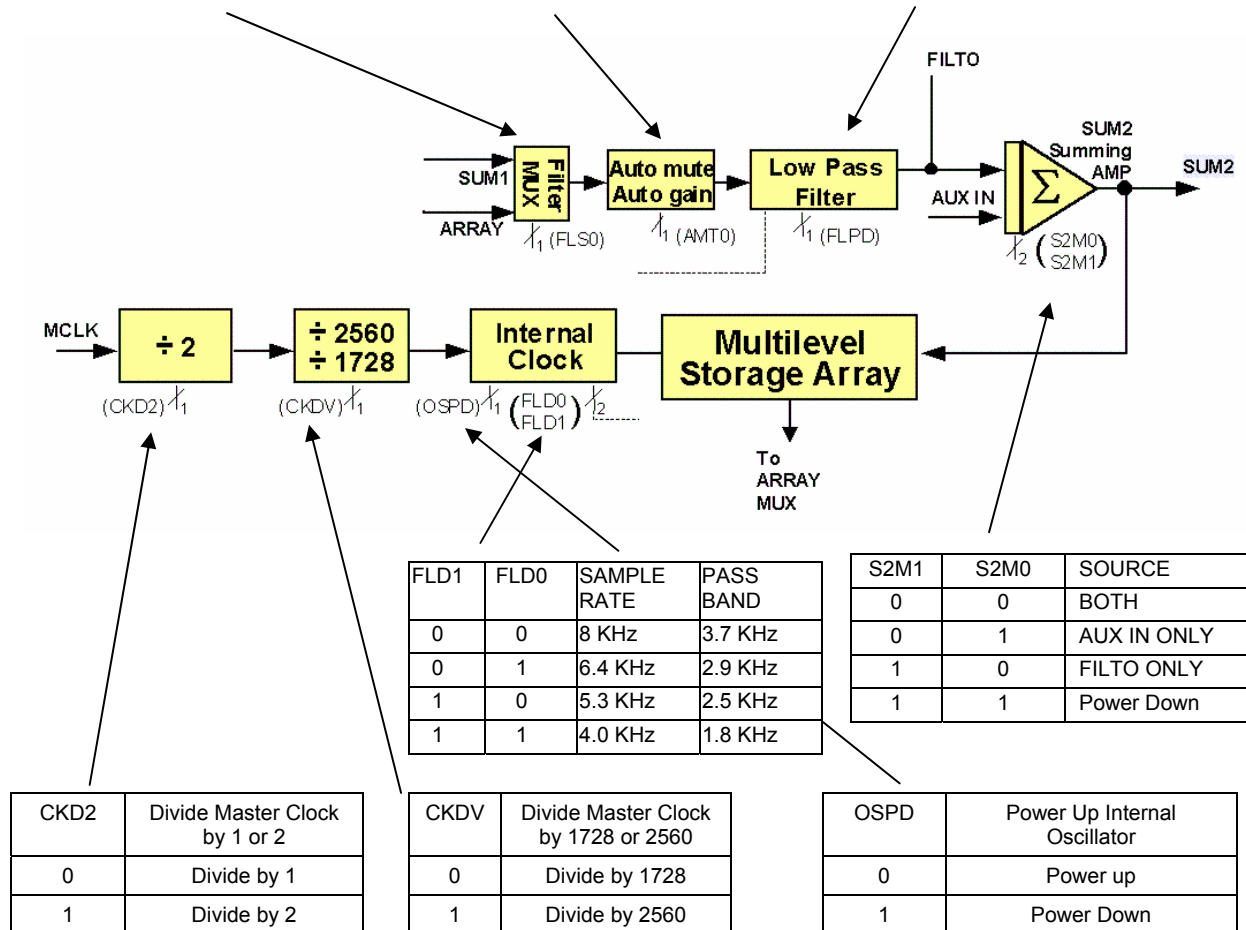 FILTO
SUM1
ARRAY
Filter
MUX
(FLS0)
1
Auto mute
Auto gain
1 (AMT0)
Low Pass
Filter
1 (FLPD)
AUX IN
SUM2
Summing
AMP
Σ
2 (S2M0
S2M1)
SUM2
MCLK
÷ 2
(CKD2) 1
÷ 2560
÷ 1728
(CKDV) 1
Internal
Clock
(OSPD) 1 (FLD0
FLD1) 2
Multilevel
Storage Array
To
ARRAY
MUX
FLD1 FLD0 SAMPLE RATE PASS BAND
0 0 8 KHz 3.7 KHz
0 1 6.4 KHz 2.9 KHz
1 0 5.3 KHz 2.5 KHz
1 1 4.0 KHz 1.8 KHz
S2M1 S2M0 SOURCE
0 0 BOTH
0 1 AUX IN ONLY
1 0 FILTO ONLY
1 1 Power Down
CKD2 Divide Master Clock
by 1 or 2
0 Divide by 1
1 Divide by 2
CKDV Divide Master Clock
by 1728 or 2560
0 Divide by 1728
1 Divide by 2560
OSPD Power Up Internal
Oscillator
0 Power up
1 Power Down